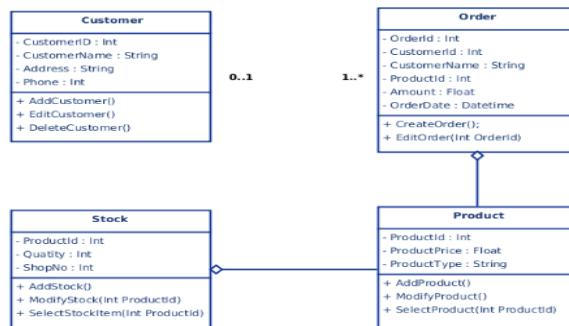 Customer
- CustomerID : Int
- CustomerName : String
- Address : String
- Phone : Int
+ AddCustomer()
+ EditCustomer()
+ DeleteCustomer()
0..1
1..*
Order
- OrderId : Int
- CustomerId : Int
- CustomerName : String
- ProductId : Int
- Amount : Float
- OrderDate : Datetime
+ CreateOrder();
+ EditOrder(Int OrderId)
Stock
- ProductId : Int
- Quatity : Int
- ShopNo : Int
+ AddStock()
+ ModifyStock(Int ProductId)
+ SelectStockItem(Int ProductId)
Product
- ProductId : Int
- ProductPrice : Float
- ProductType : String
+ AddProduct()
+ ModifyProduct()
+ SelectProduct(Int ProductId)